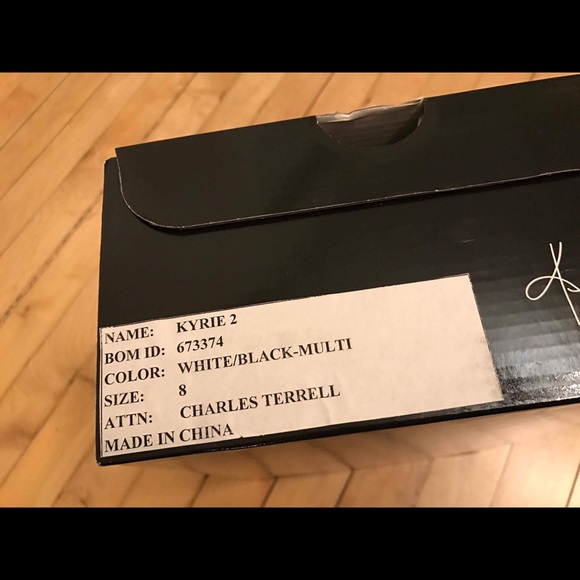 NAME: KYRIE 2
BOM ID: 673374
COLOR: WHITE/BLACK-MULTI
SIZE: 8
ATTN: CHARLES TERRELL
MADE IN CHINA